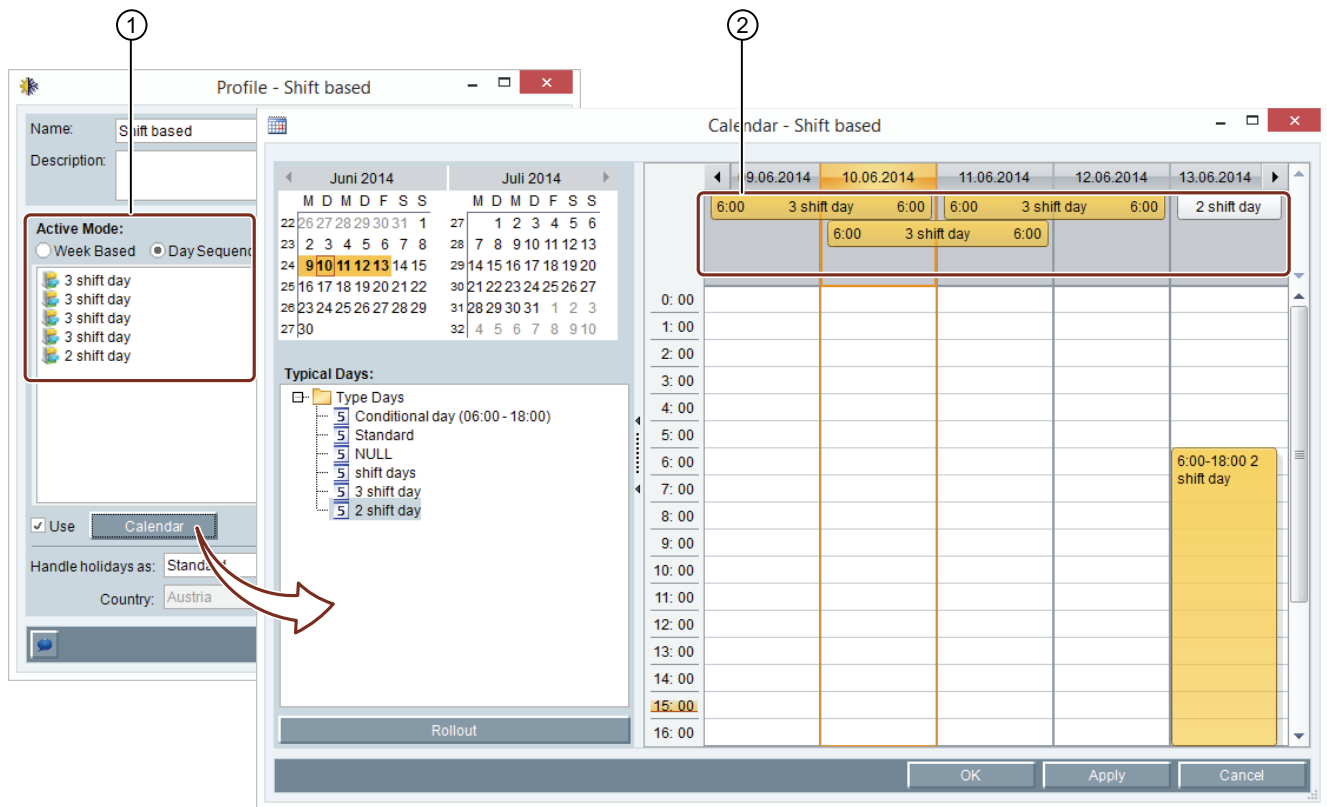 1
2
Profile - Shift based
Name: Shift based
Description:
Active Mode:
Week Based Day Sequenc
3 shift day
3 shift day
3 shift day
3 shift day
2 shift day
Use Calendar
Handle holidays as: Standard
Country: Austria
Calendar - Shift based
Juni 2014 Juli 2014
M D M D F S S M D M D F S S
22 26 27 28 29 30 31 1 27 1 2 3 4 5 6
23 2 3 4 5 6 7 8 28 7 8 9 10 11 12 13
24 9 10 11 12 13 14 15 29 14 15 16 17 18 19 20
25 16 17 18 19 20 21 22 30 21 22 23 24 25 26 27
26 23 24 25 26 27 28 29 31 28 29 30 31 1 2 3
27 30 32 4 5 6 7 8 9 10
Typical Days:
Type Days
5 Conditional day (06:00 - 18:00)
5 Standard
5 NULL
5 shift days
5 3 shift day
5 2 shift day
Rollout
09.06.2014 10.06.2014 11.06.2014 12.06.2014 13.06.2014
6:00 3 shift day 6:00 6:00 3 shift day 6:00 2 shift day
6:00 3 shift day 6:00
0: 00
1: 00
2: 00
3: 00
4: 00
5: 00
6: 00 6:00-18:00 2
shift day
7: 00
8: 00
9: 00
10: 00
11: 00
12: 00
13: 00
14: 00
15: 00
16: 00
OK Apply Cancel